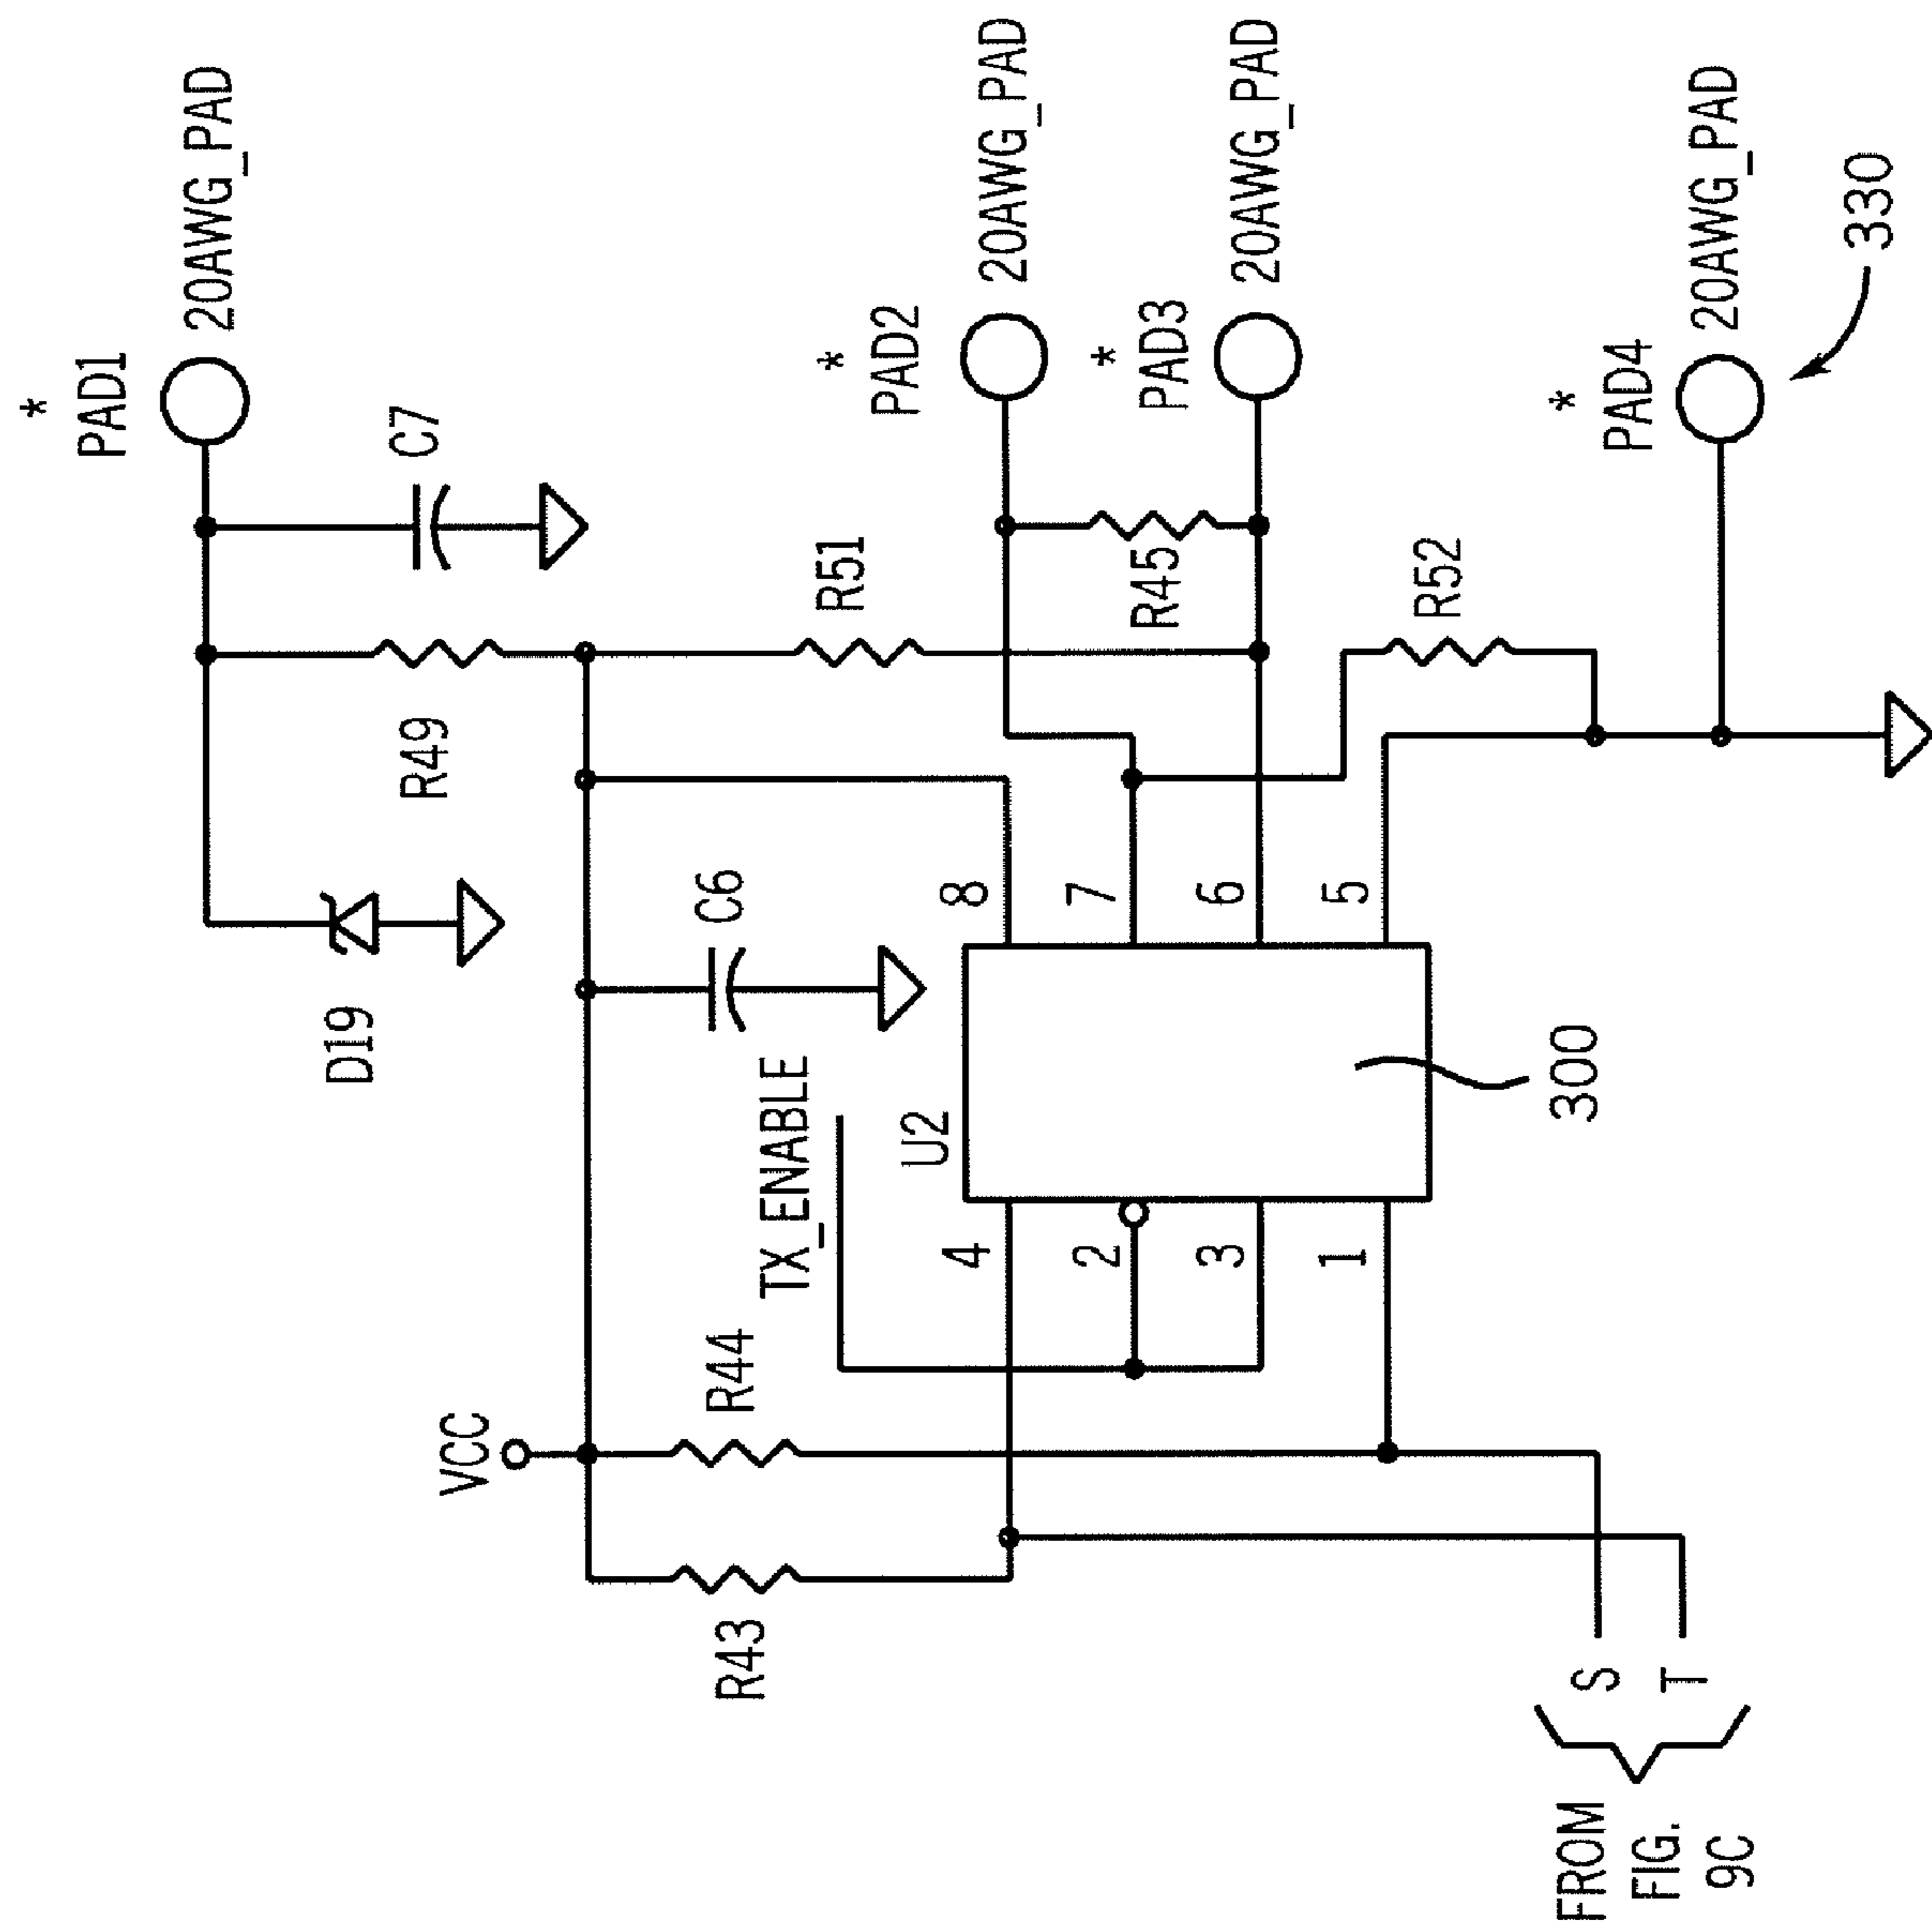 *
PAD1
20AWG_PAD
C7
D19
R49
R51
*
PAD2
20AWG_PAD
*
PAD3
20AWG_PAD
R45
R52
*
PAD4
20AWG_PAD
330
VCC
R44
R43
TX_ENABLE
C6
U2
4
2
3
1
8
7
6
5
300
S
T
FROM
FIG.
9C